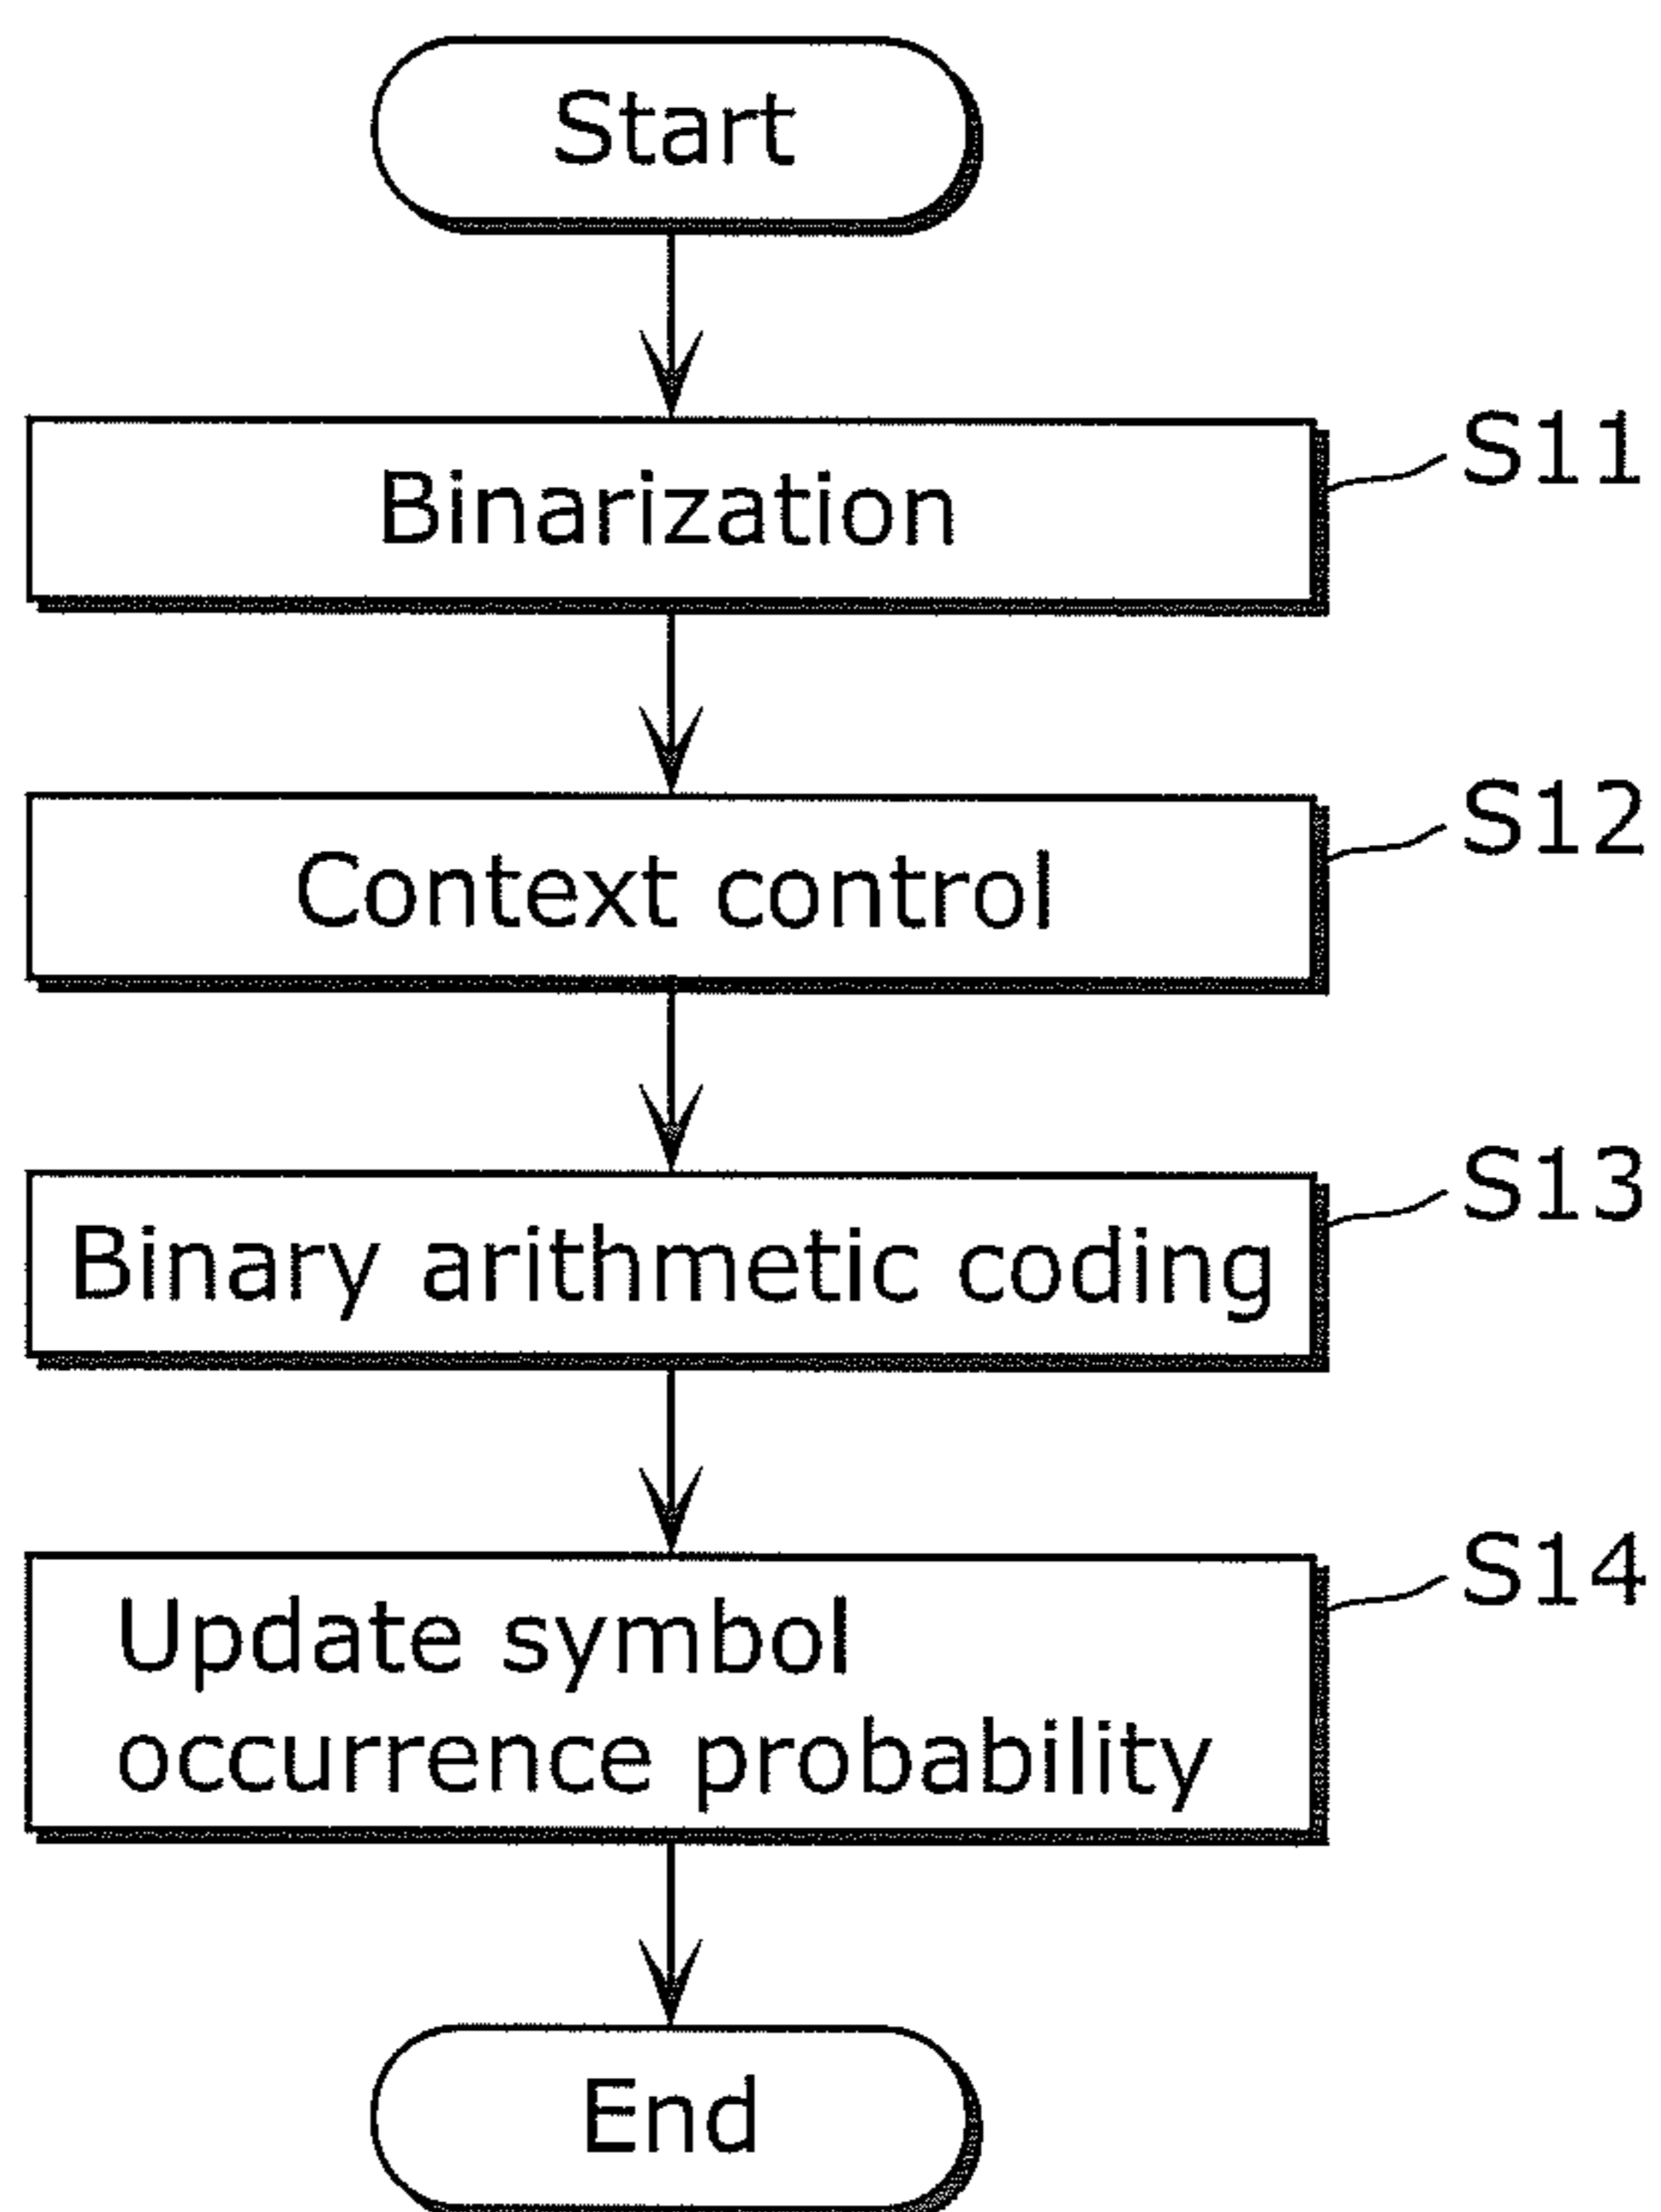 Start
Binarization
S11
Context control
S12
Binary arithmetic coding
S13
Update symbol
occurrence probability
S14
End